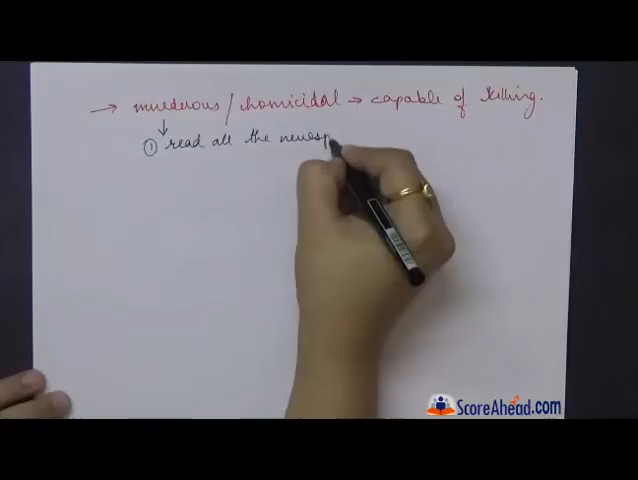 → murderous / homicidal → capable of killing.
↓
① read all the newsp
ScoreAhead.com